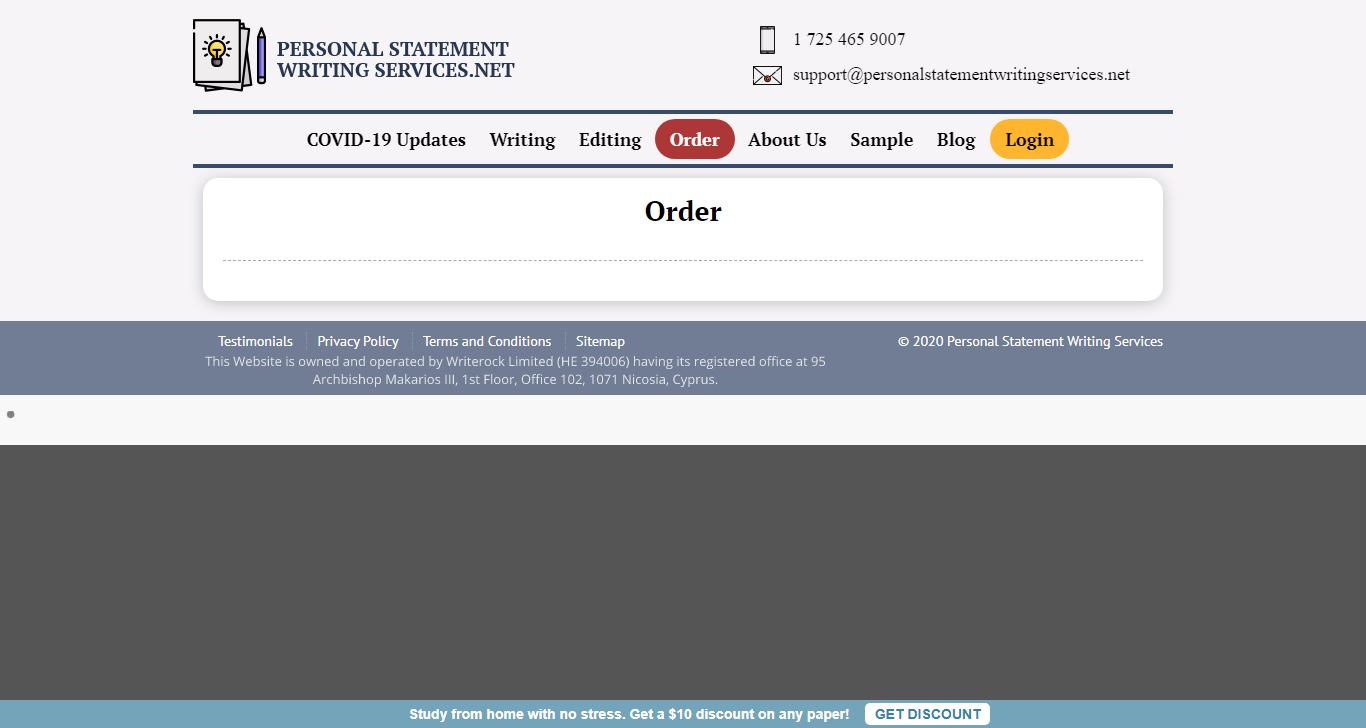 PERSONAL STATEMENT
WRITING SERVICES.NET
1 725 465 9007
support@personalstatementwritingservices.net
COVID-19 Updates Writing Editing Order About Us Sample Blog Login
Order
Testimonials Privacy Policy Terms and Conditions Sitemap
© 2020 Personal Statement Writing Services
This Website is owned and operated by Writerock Limited (HE 394006) having its registered office at 95
Archbishop Makarios III, 1st Floor, Office 102, 1071 Nicosia, Cyprus.
Study from home with no stress. Get a $10 discount on any paper! GET DISCOUNT